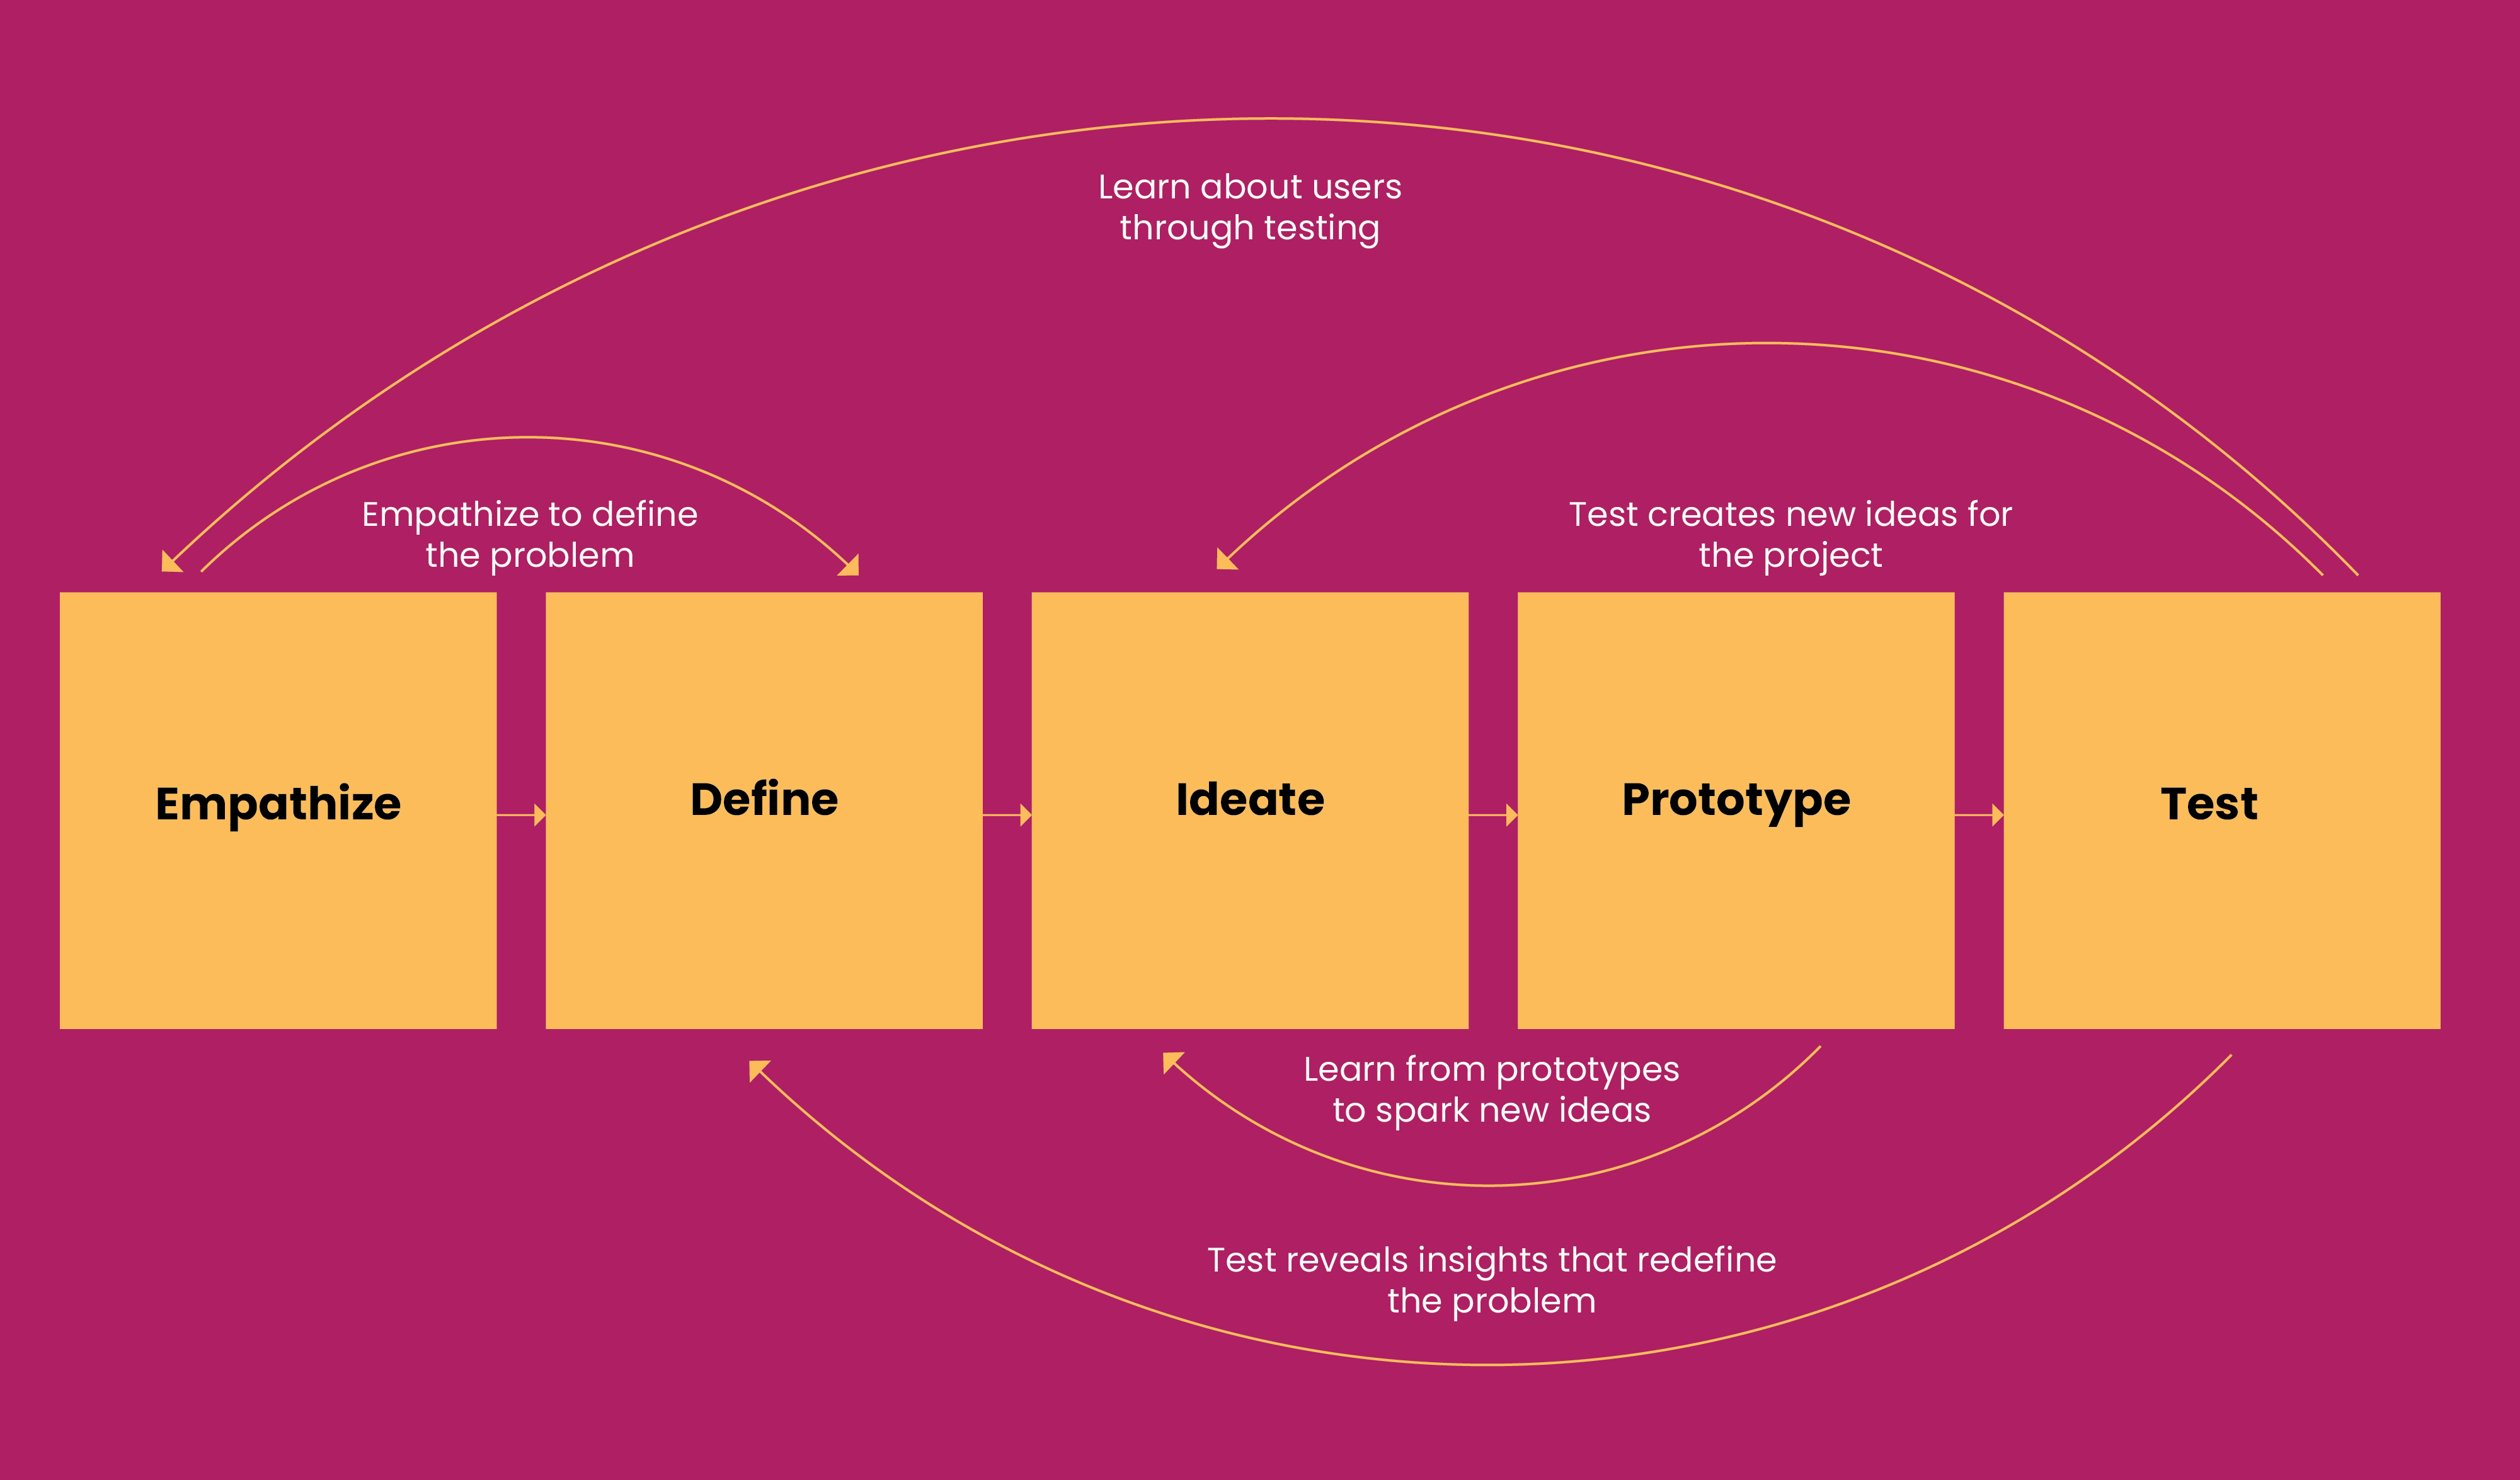 Learn about users
through testing
Empathize to define
the problem
Test creates new ideas for
the project
Empathize
Define
Ideate
Prototype
Test
Learn from prototypes
to spark new ideas
Test reveals insights that redefine
the problem